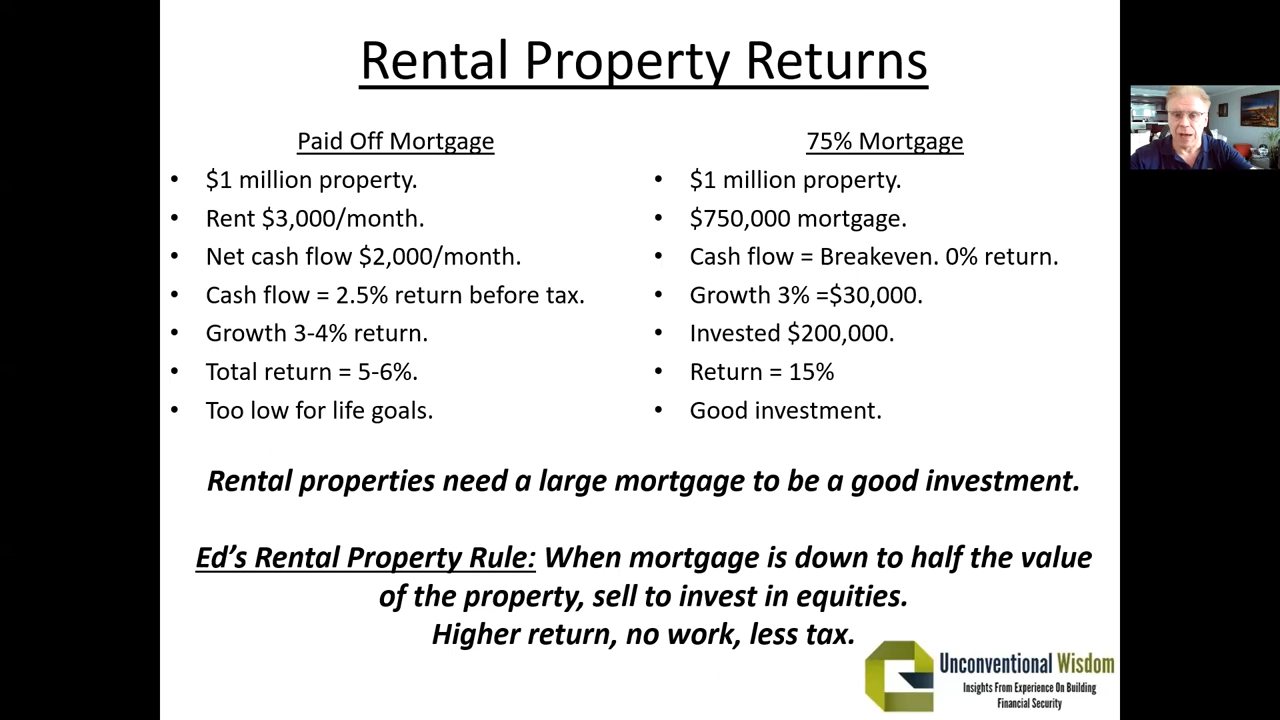 Rental Property Returns
Paid Off Mortgage
• $1 million property.
• Rent $3,000/month.
• Net cash flow $2,000/month.
• Cash flow = 2.5% return before tax.
• Growth 3-4% return.
• Total return = 5-6%.
• Too low for life goals.
75% Mortgage
• $1 million property.
• $750,000 mortgage.
• Cash flow = Breakeven. 0% return.
• Growth 3% =$30,000.
• Invested $200,000.
• Return = 15%
• Good investment.
Rental properties need a large mortgage to be a good investment.
Ed’s Rental Property Rule: When mortgage is down to half the value
of the property, sell to invest in equities.
Higher return, no work, less tax.
Unconventional Wisdom
Insights From Experience On Building
Financial Security